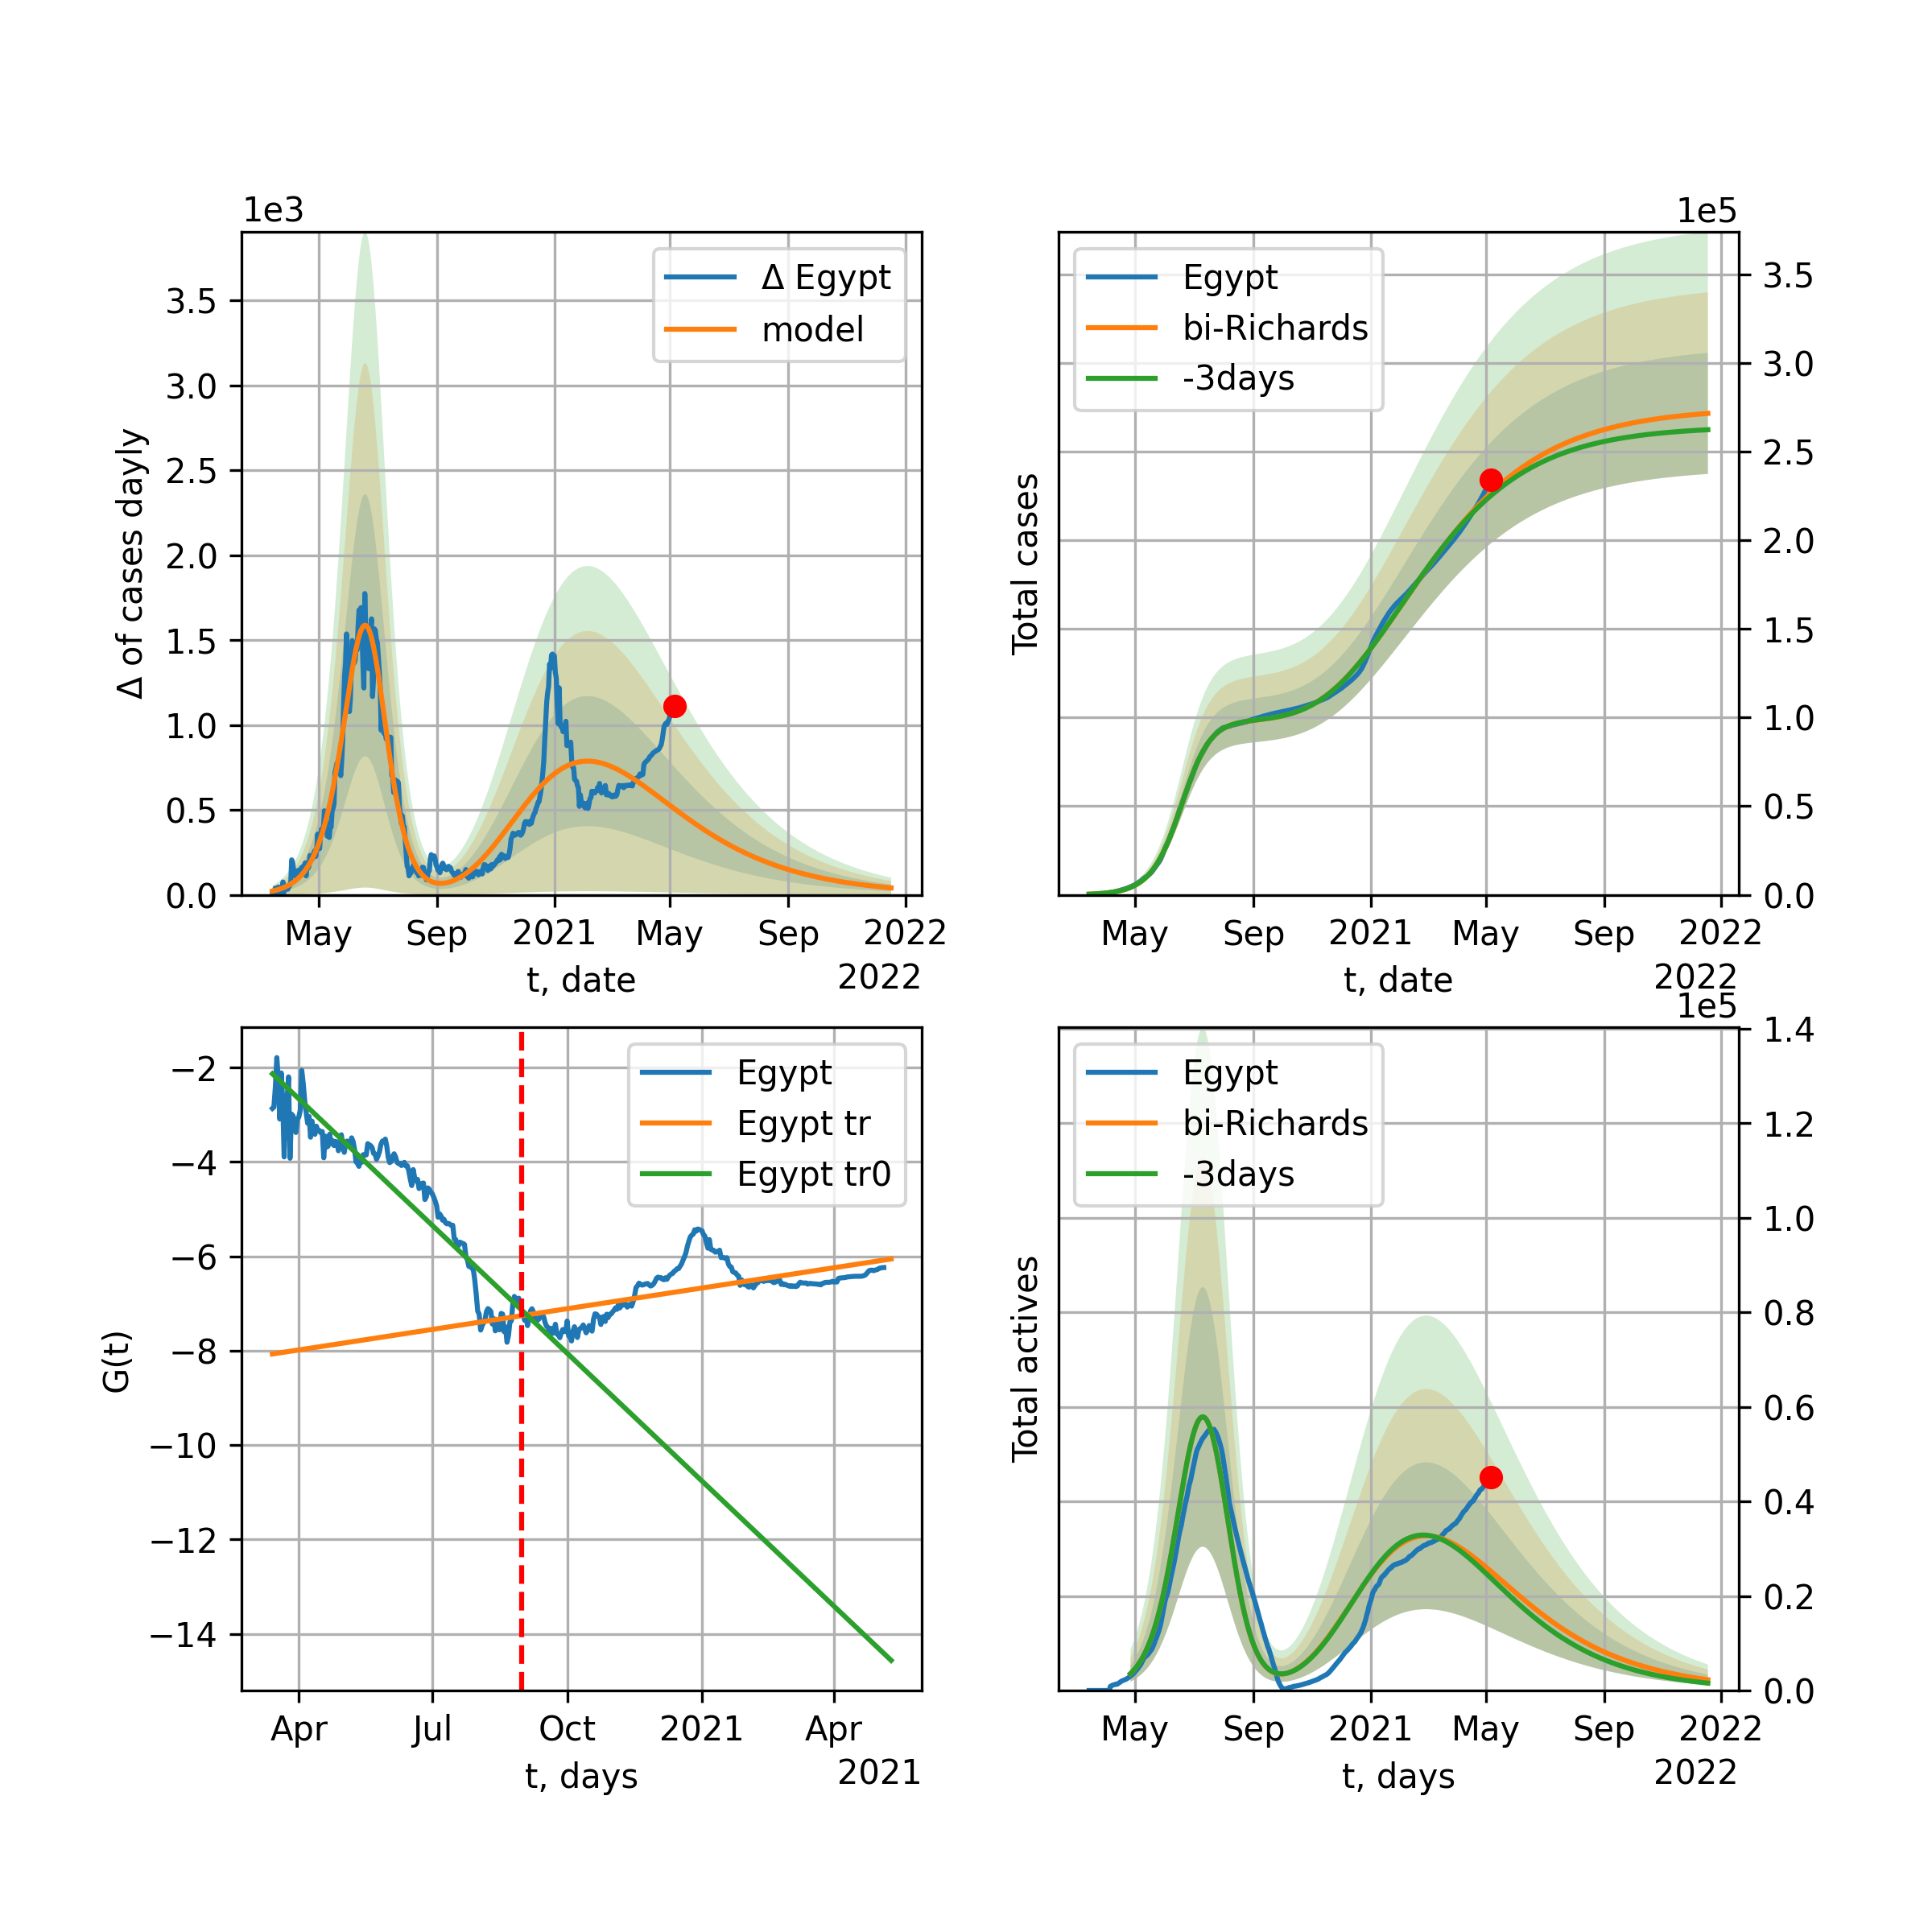 1e3
Δ of cases dayly
3.5
3.0
2.5
2.0
1.5
1.0
0.5
0.0
Δ Egypt
model
May Sep 2021 May Sep 2022
t, date
2022
1e5
Total cases
Egypt
bi-Richards
-3days
3.5
3.0
2.5
2.0
1.5
1.0
0.5
0.0
May Sep 2021 May Sep 2022
t, date
2022
G(t)
−2
−4
−6
−8
−10
−12
−14
Egypt
Egypt tr
Egypt tr0
Apr Jul Oct 2021 Apr
t, days
2021
1e5
Total actives
Egypt
bi-Richards
-3days
1.4
1.2
1.0
0.8
0.6
0.4
0.2
0.0
May Sep 2021 May Sep 2022
t, days
2022